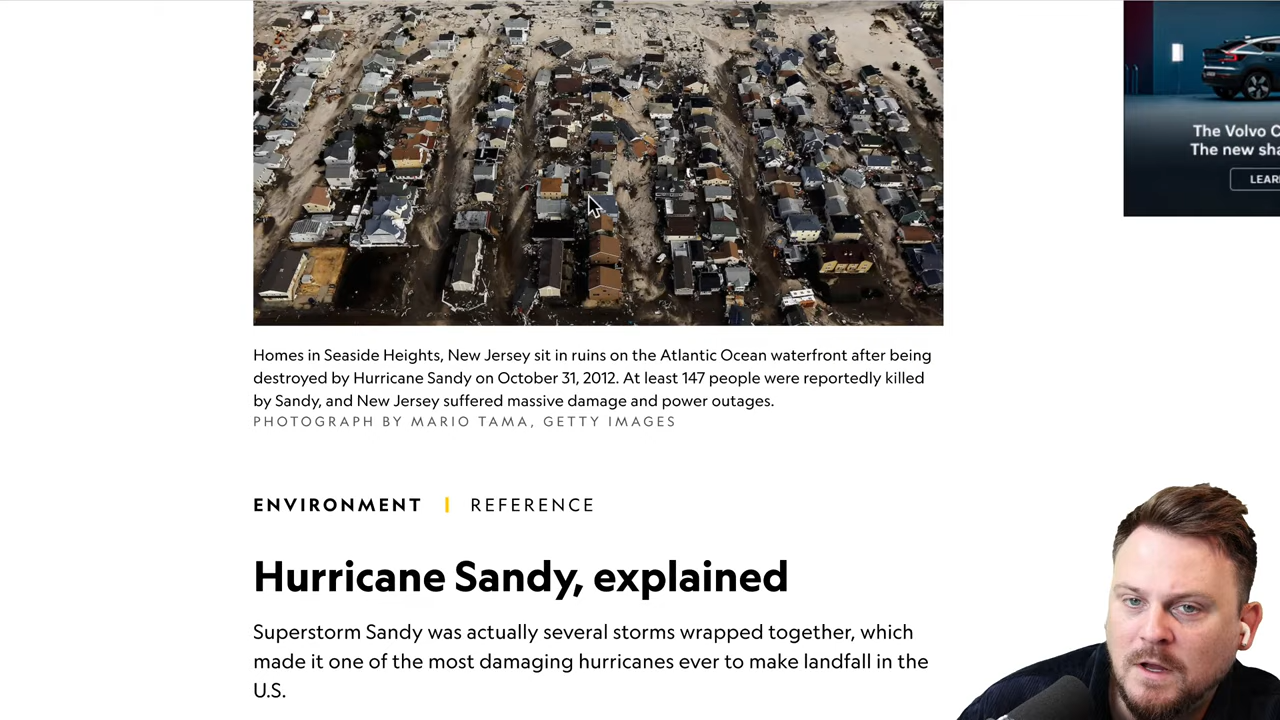 The Volvo C
The new sha
LEAR
Homes in Seaside Heights, New Jersey sit in ruins on the Atlantic Ocean waterfront after being
destroyed by Hurricane Sandy on October 31, 2012. At least 147 people were reportedly killed
by Sandy, and New Jersey suffered massive damage and power outages.
PHOTOGRAPH BY MARIO TAMA, GETTY IMAGES
ENVIRONMENT | REFERENCE
Hurricane Sandy, explained
Superstorm Sandy was actually several storms wrapped together, which
made it one of the most damaging hurricanes ever to make landfall in the
U.S.